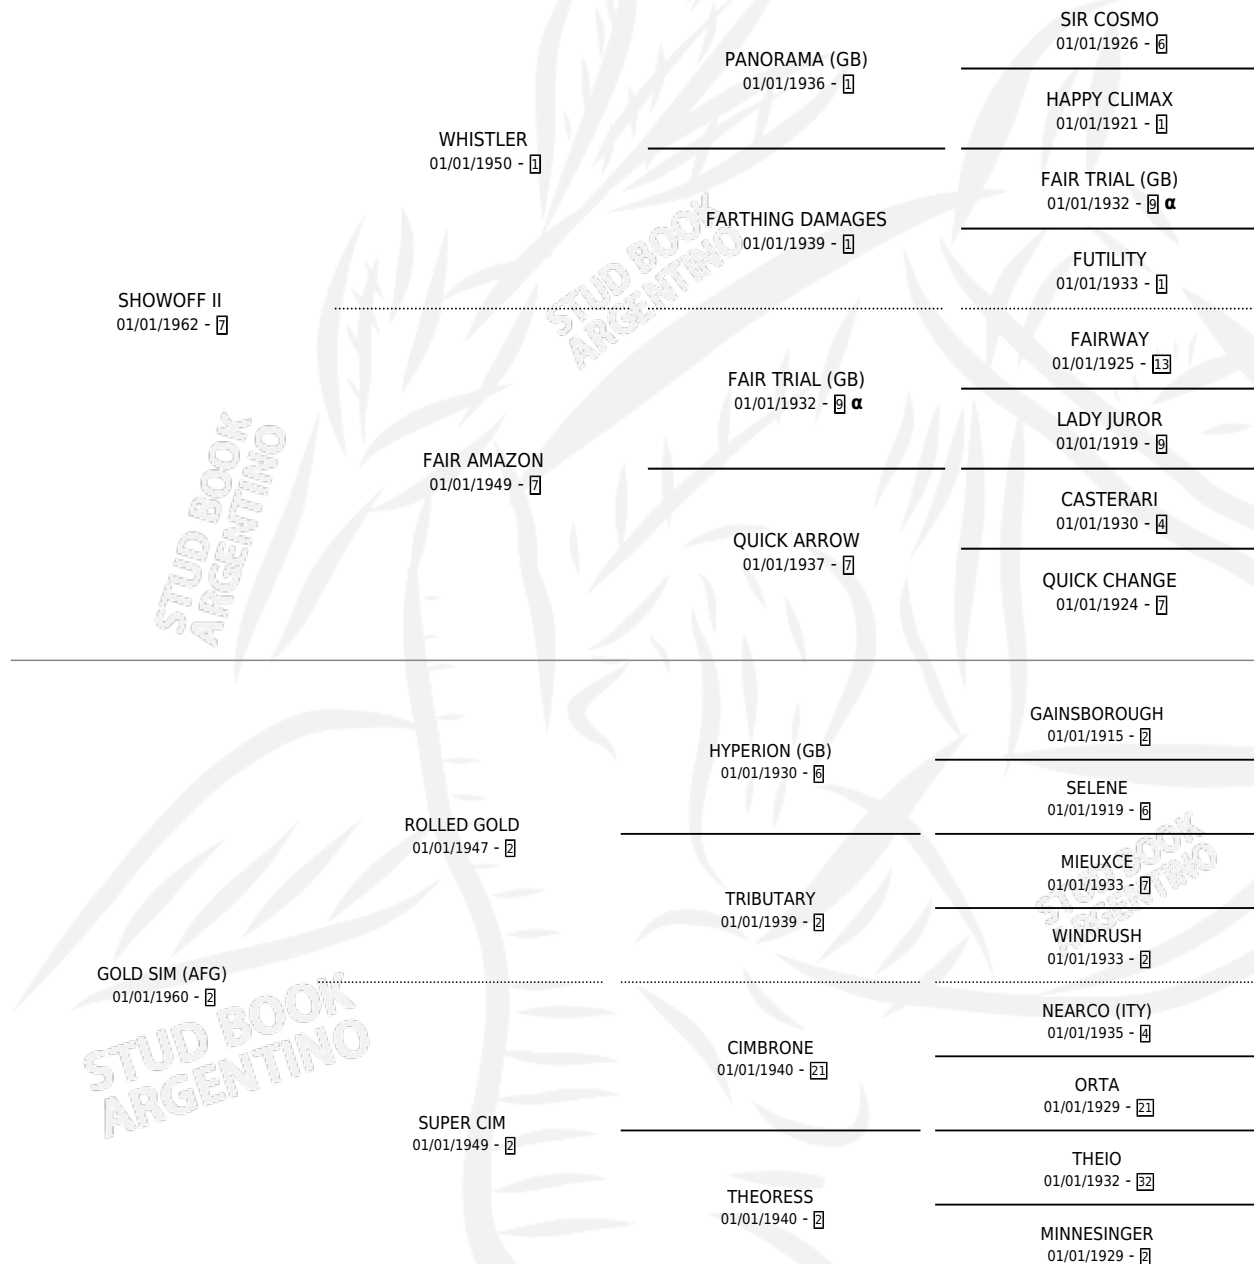 SIR COSMO
01/01/1926 - 6
PANORAMA (GB)
01/01/1936 - 1
HAPPY CLIMAX
01/01/1921 - 1
WHISTLER
01/01/1950 - 1
FAIR TRIAL (GB)
01/01/1932 - 9 α
FARTHING DAMAGES
01/01/1939 - 1
FUTILITY
01/01/1933 - 1
SHOWOFF II
01/01/1962 - 7
FAIRWAY
01/01/1925 - 13
FAIR TRIAL (GB)
01/01/1932 - 9 α
LADY JUROR
01/01/1919 - 9
FAIR AMAZON
01/01/1949 - 7
CASTERARI
01/01/1930 - 4
QUICK ARROW
01/01/1937 - 7
QUICK CHANGE
01/01/1924 - 7
GAINSBOROUGH
01/01/1915 - 2
HYPERION (GB)
01/01/1930 - 6
SELENE
01/01/1919 - 6
ROLLED GOLD
01/01/1947 - 2
MIEUXCE
01/01/1933 - 7
TRIBUTARY
01/01/1939 - 2
WINDRUSH
01/01/1933 - 2
GOLD SIM (AFG)
01/01/1960 - 2
NEARCO (ITY)
01/01/1935 - 4
CIMBRONE
01/01/1940 - 21
ORTA
01/01/1929 - 21
SUPER CIM
01/01/1949 - 2
THEIO
01/01/1932 - 32
THEORESS
01/01/1940 - 2
MINNESINGER
01/01/1929 - 2
STUD BOOK
ARGENTINO
STUD BOOK
ARGENTINO
STUD BOOK
ARGENTINO
STUD BOOK
ARGENTINO